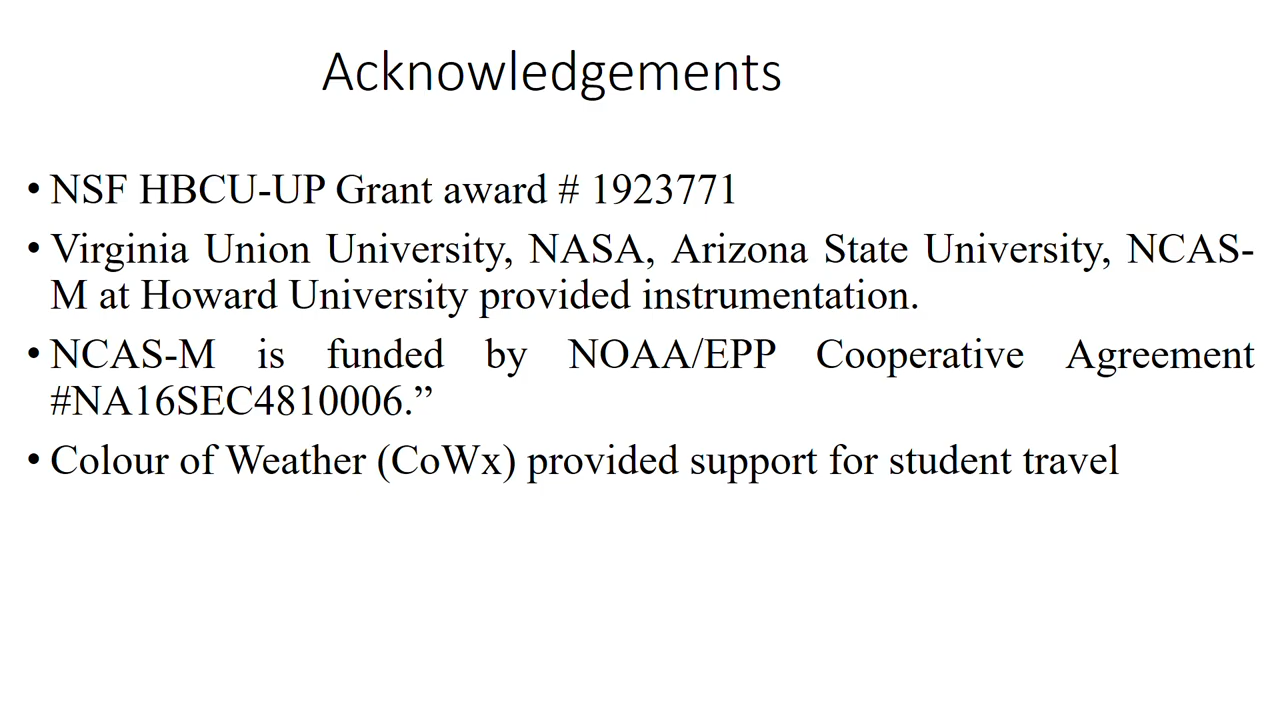 Acknowledgements
• NSF HBCU-UP Grant award # 1923771
• Virginia Union University, NASA, Arizona State University, NCAS-
M at Howard University provided instrumentation.
• NCAS-M is funded by NOAA/EPP Cooperative Agreement
#NA16SEC4810006.”
• Colour of Weather (CoWx) provided support for student travel